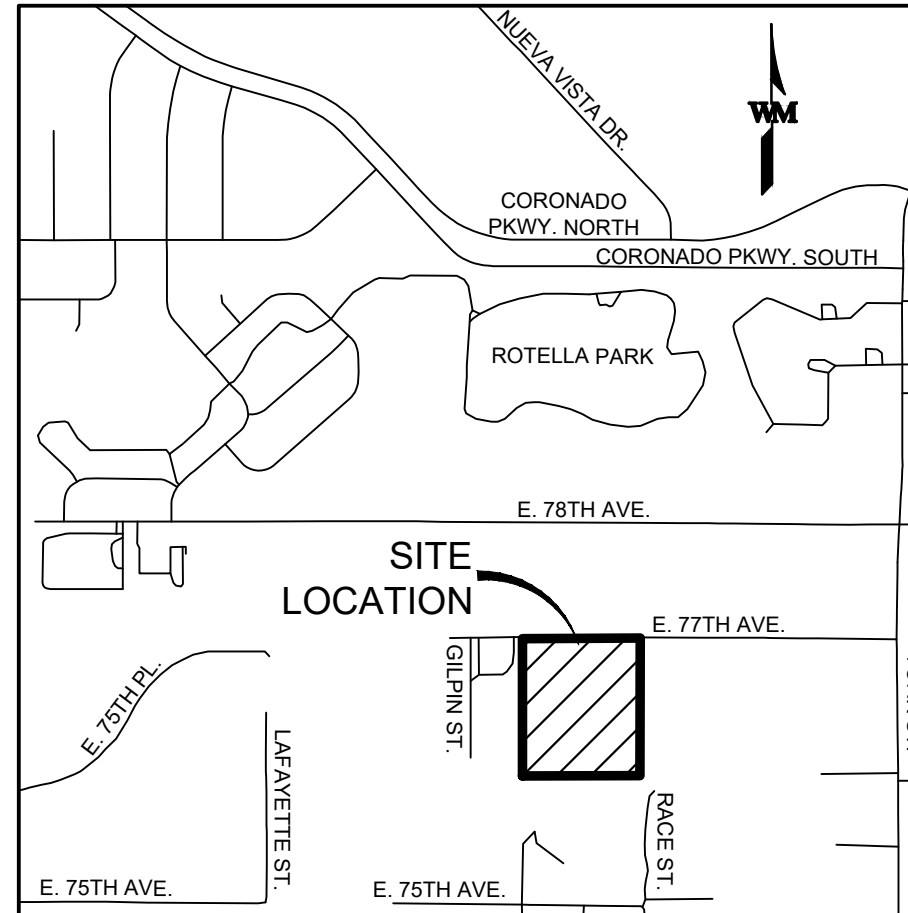 NUEVA VISTA DR.
WM
CORONADO
PKWY. NORTH
CORONADO PKWY. SOUTH
ROTELLA PARK
E. 78TH AVE.
SITE
LOCATION
E. 77TH AVE.
GILPIN ST.
E. 75TH PL.
LAFAYETTE ST.
RACE ST.
E. 75TH AVE.
E. 75TH AVE.